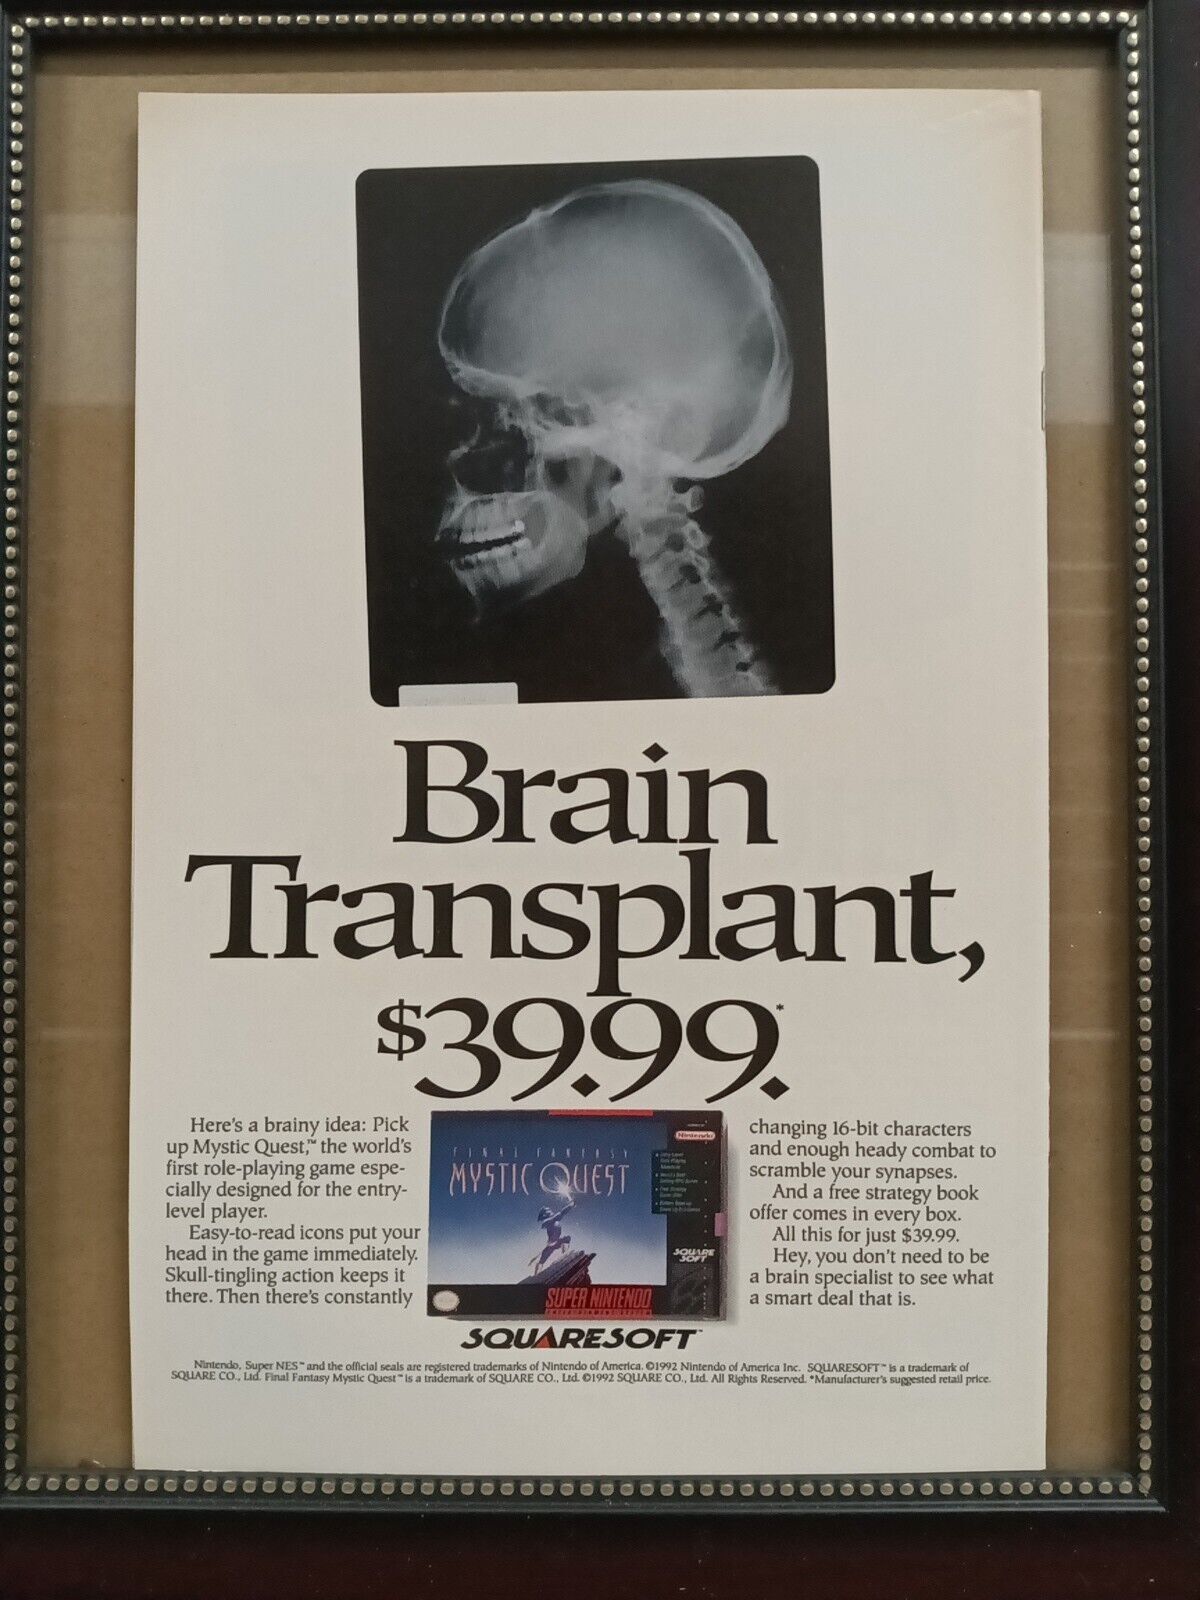 Brain
Transplant,
$39.99.*
Here's a brainy idea: Pick
up Mystic Quest,™ the world's
first role-playing game espe-
cially designed for the entry-
level player.
Easy-to-read icons put your
head in the game immediately.
Skull-tingling action keeps it
there. Then there's constantly
FINAL FANTASY
MYSTIC QUEST
Nintendo
SQUARE
SOFT
SUPER NINTENDO
ENTERTAINMENT SYSTEM
changing 16-bit characters
and enough heady combat to
scramble your synapses.
And a free strategy book
offer comes in every box.
All this for just $39.99.
Hey, you don't need to be
a brain specialist to see what
a smart deal that is.
SQUARESOFT™
Nintendo, Super NES™ and the official seals are registered trademarks of Nintendo of America. ©1992 Nintendo of America Inc. SQUARESOFT™ is a trademark of
SQUARE CO., Ltd. Final Fantasy Mystic Quest™ is a trademark of SQUARE CO., Ltd. ©1992 SQUARE CO., Ltd. All Rights Reserved. *Manufacturer's suggested retail price.